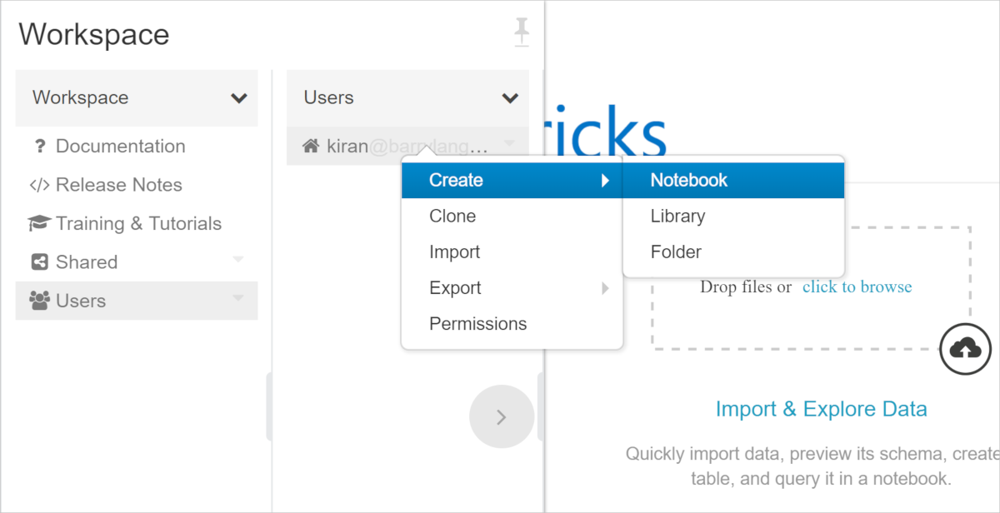 Workspace
Workspace
Documentation
Release Notes
Training & Tutorials
Shared
Users
Users
kiran@barrylang...
Create
Clone
Import
Export
Permissions
Notebook
Library
Folder
ricks
Drop files or click to browse
Import & Explore Data
Quickly import data, preview its schema, create
table, and query it in a notebook.